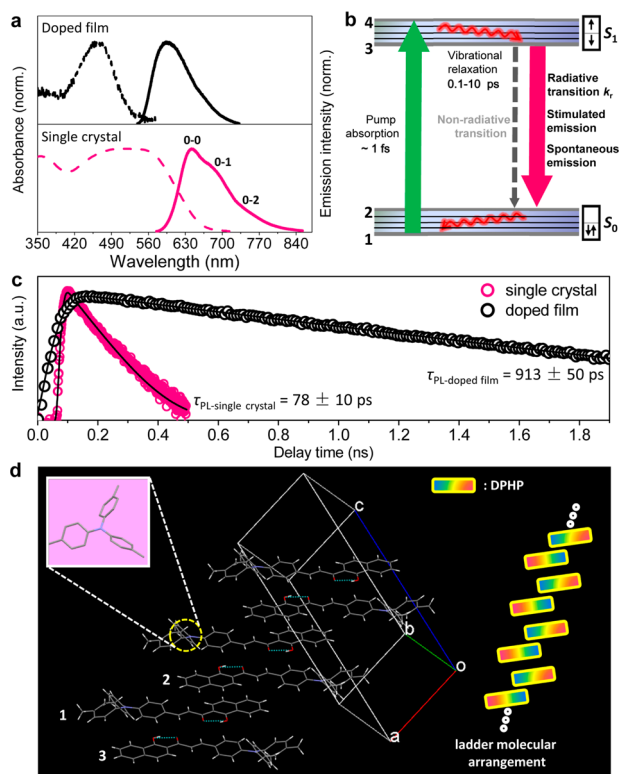 a
Doped film
Single crystal
0-0
0-1
0-2
Absorbance (norm.)
Emission intensity (norm.)
350 420 490 560 630 700 770 840
Wavelength (nm)
b
4
3
S₁
Vibrational
relaxation
0.1-10 ps
Pump
absorption
~ 1 fs
Non-radiative
transition
Radiative
transition kᵣ
Stimulated
emission
Spontaneous
emission
2
1
S₀
c
single crystal
doped film
Intensity (a.u.)
τPL-doped film = 913 ± 50 ps
τPL-single crystal = 78 ± 10 ps
0.0 0.2 0.4 0.6 0.8 1.0 1.2 1.4 1.6 1.8
Delay time (ns)
d
: DPHP
c
b
o
a
1
2
3
ladder molecular
arrangement